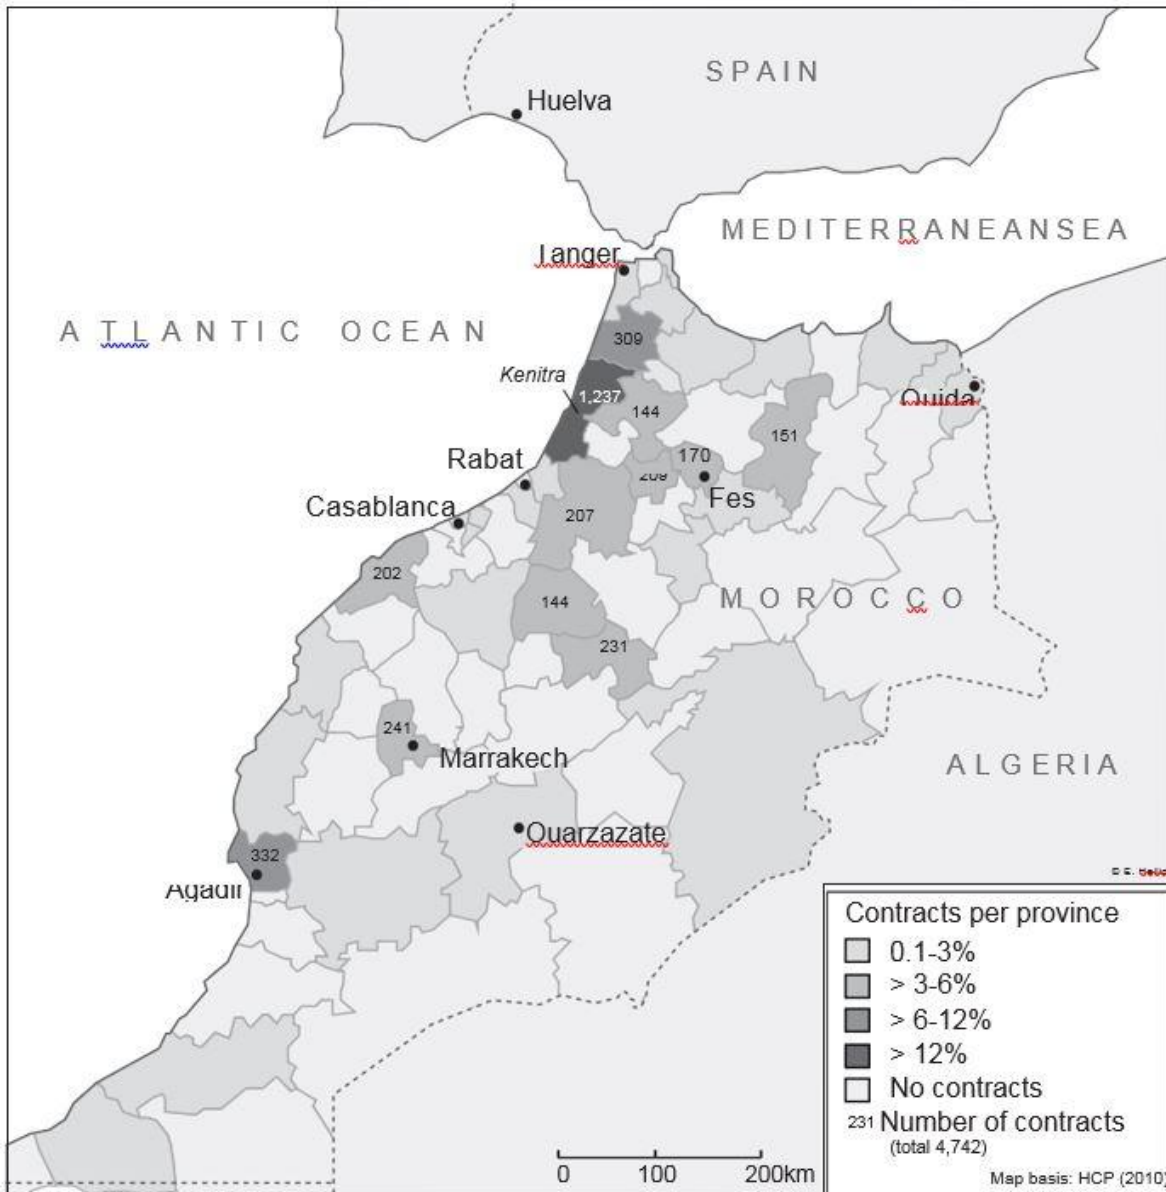 SPAIN
Huelva
MEDITERRANEANSEA
Tanger
ATLANTIC OCEAN
309
Kenitra
1,237
144
Ouida
151
Rabat
170
209
Fes
Casablanca
207
202
144
MOROCCO
231
241
Marrakech
ALGERIA
Ouarzazate
332
Agadir
Contracts per province
0.1-3%
> 3-6%
> 6-12%
> 12%
No contracts
231 Number of contracts
(total 4,742)
0 100 200km
Map basis: HCP (2010)